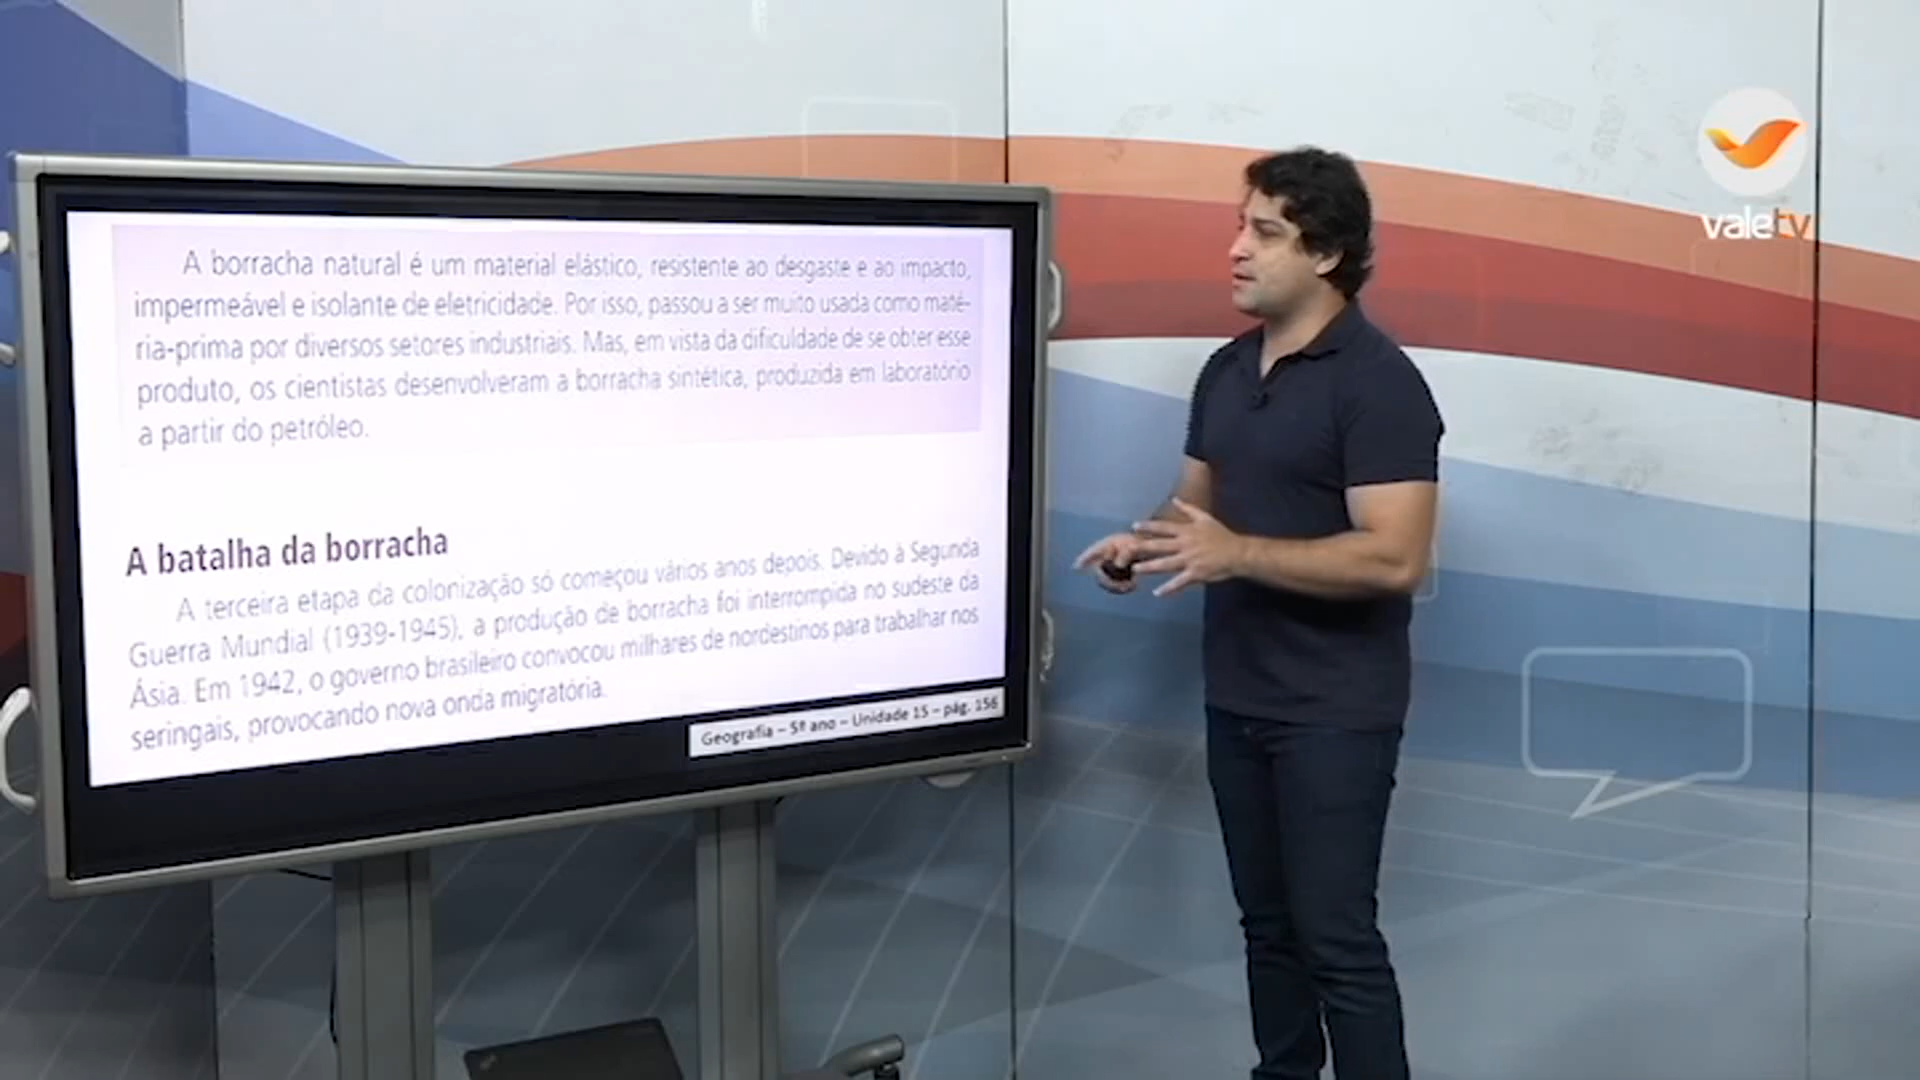 A borracha natural é um material elástico, resistente ao desgaste e ao impacto,
impermeável e isolante de eletricidade. Por isso, passou a ser muito usada como maté-
ria-prima por diversos setores industriais. Mas, em vista da dificuldade de se obter esse
produto, os cientistas desenvolveram a borracha sintética, produzida em laboratório
a partir do petróleo.
A batalha da borracha
A terceira etapa da colonização só começou vários anos depois. Devido à Segunda
Guerra Mundial (1939-1945), a produção de borracha foi interrompida no sudeste da
Ásia. Em 1942, o governo brasileiro convocou milhares de nordestinos para trabalhar nos
seringais, provocando nova onda migratória.
Geografia – 5º ano – Unidade 15 – pág. 156
valetv